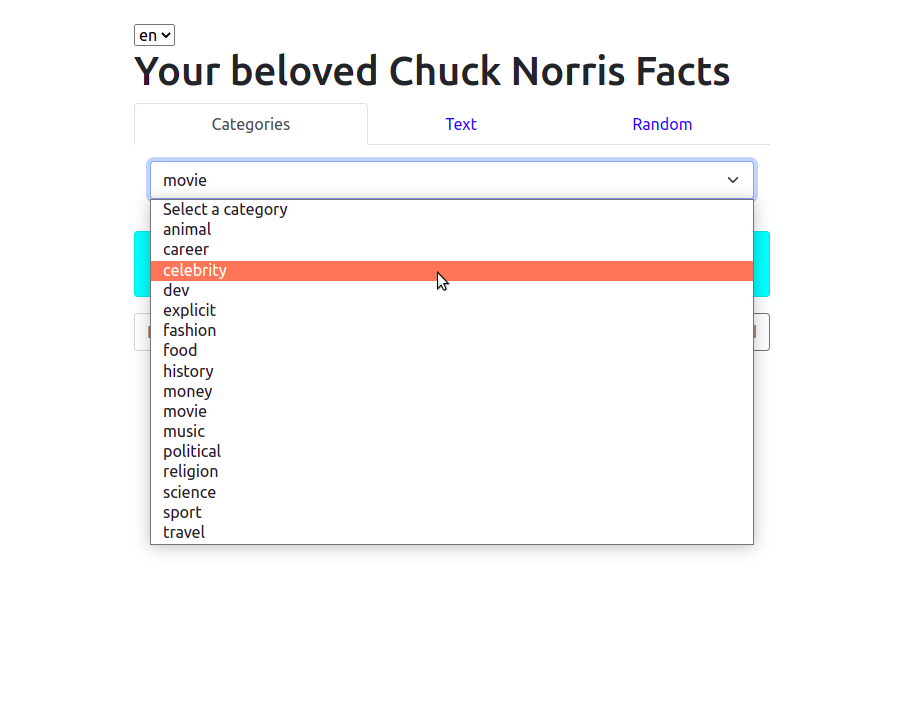 en
Your beloved Chuck Norris Facts
Categories Text Random
movie
Select a category
animal
career
celebrity
dev
explicit
fashion
food
history
money
movie
music
political
religion
science
sport
travel